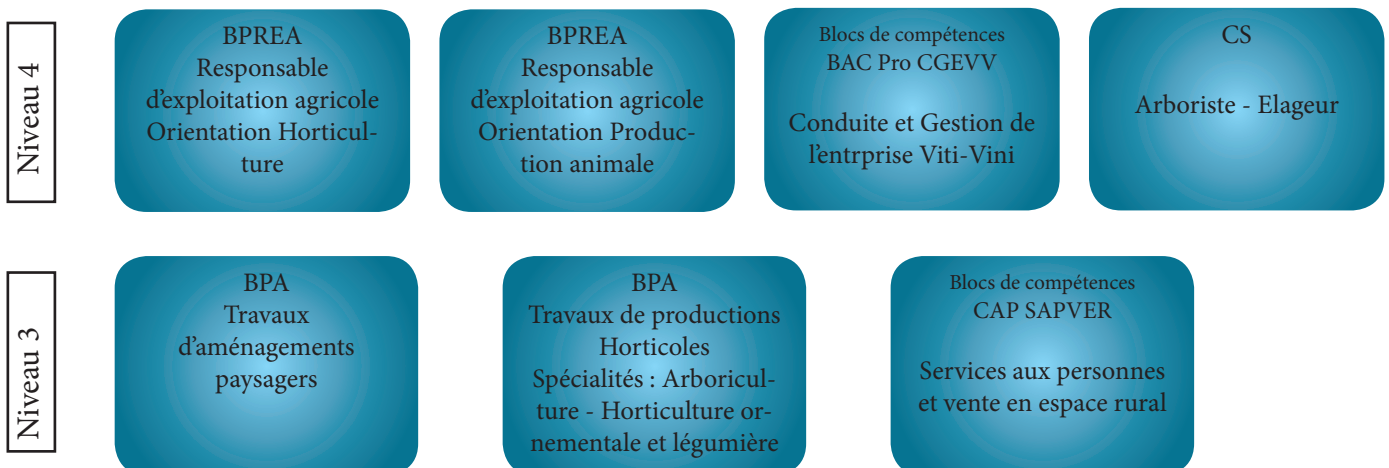 Niveau 4
BPREA
Responsable
d'exploitation agricole
Orientation Horticul-
ture
BPREA
Responsable
d'exploitation agricole
Orientation Produc-
tion animale
Blocs de compétences
BAC Pro CGEVV
Conduite et Gestion de
l'entrprise Viti-Vini
CS
Arboriste - Elageur
Niveau 3
BPA
Travaux
d'aménagements
paysagers
BPA
Travaux de productions
Horticoles
Spécialités : Arboricul-
ture - Horticulture or-
nementale et légumière
Blocs de compétences
CAP SAPVER
Services aux personnes
et vente en espace rural